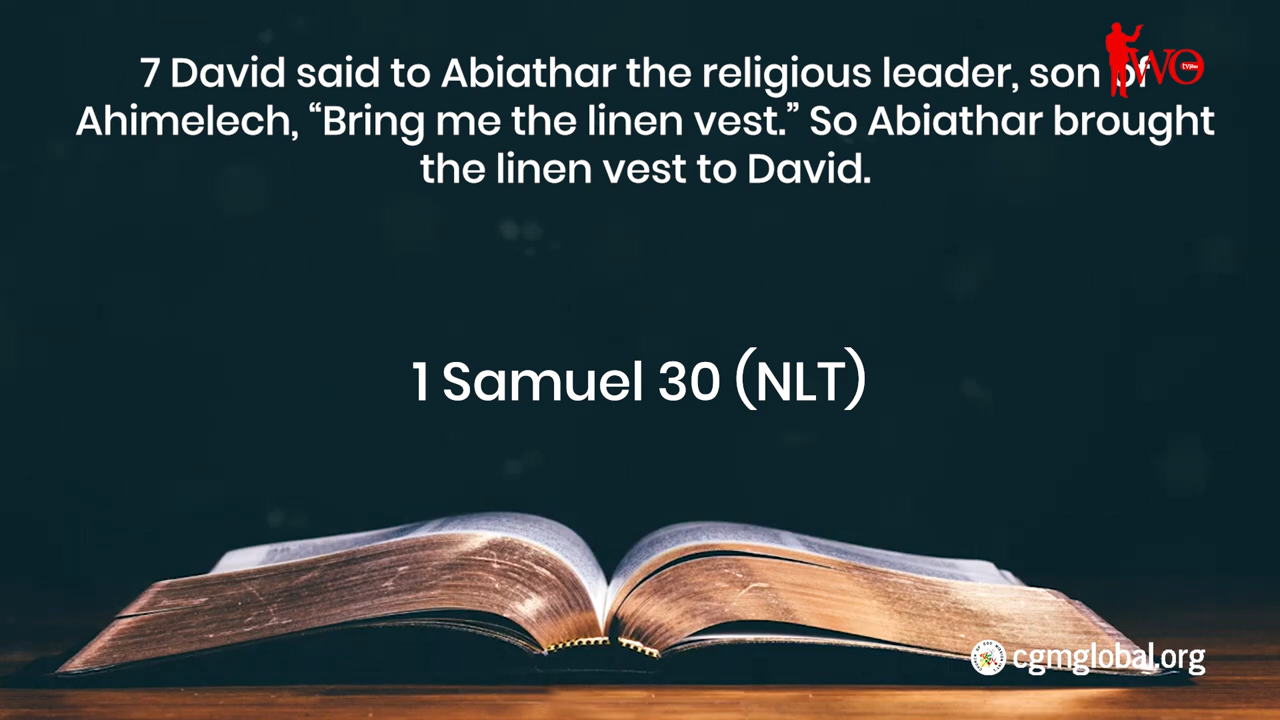 7 David said to Abiathar the religious leader, son of
Ahimelech, “Bring me the linen vest.” So Abiathar brought
the linen vest to David.
WO
1 Samuel 30 (NLT)
cgmglobal.org